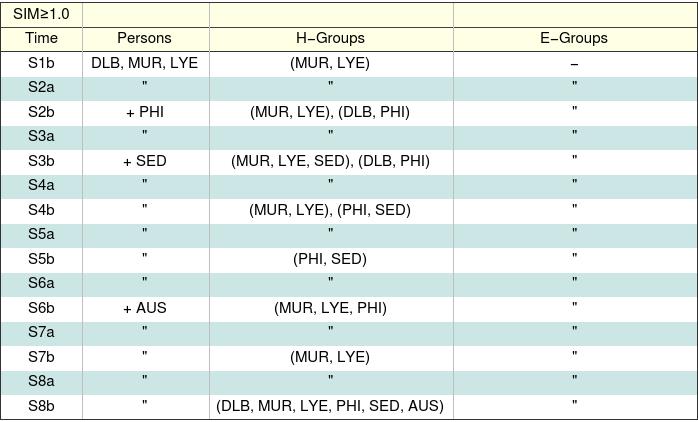 SIM≥1.0
Time Persons H−Groups E−Groups
S1b DLB, MUR, LYE (MUR, LYE) −
S2a " " "
S2b + PHI (MUR, LYE), (DLB, PHI) "
S3a " " "
S3b + SED (MUR, LYE, SED), (DLB, PHI) "
S4a " " "
S4b " (MUR, LYE), (PHI, SED) "
S5a " " "
S5b " (PHI, SED) "
S6a " " "
S6b + AUS (MUR, LYE, PHI) "
S7a " " "
S7b " (MUR, LYE) "
S8a " " "
S8b " (DLB, MUR, LYE, PHI, SED, AUS) "